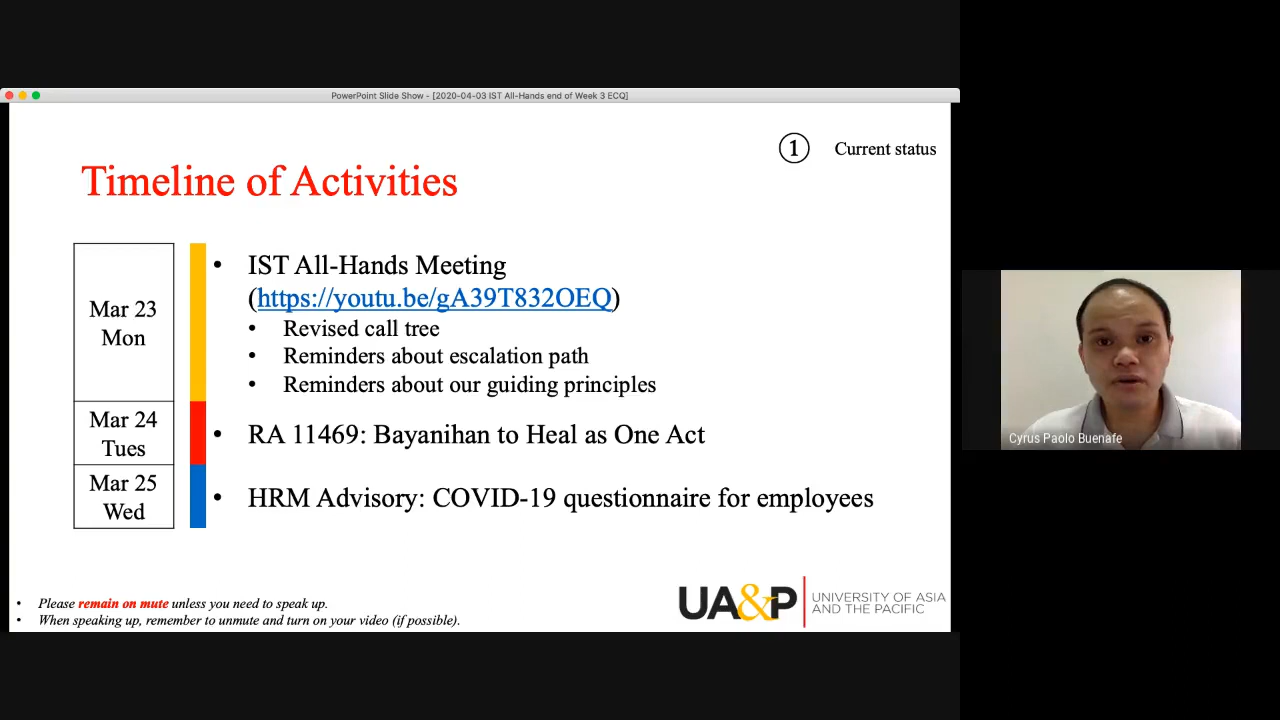 PowerPoint Slide Show - [2020-04-03 IST All-Hands end of Week 3 ECQ]
1 Current status
Timeline of Activities
Mar 23
Mon
• IST All-Hands Meeting
(https://youtu.be/gA39T832OEQ)
• Revised call tree
• Reminders about escalation path
• Reminders about our guiding principles
Mar 24
Tues
• RA 11469: Bayanihan to Heal as One Act
Mar 25
Wed
• HRM Advisory: COVID-19 questionnaire for employees
• Please remain on mute unless you need to speak up.
• When speaking up, remember to unmute and turn on your video (if possible).
UA&P
UNIVERSITY OF ASIA
AND THE PACIFIC
Cyrus Paolo Buenafe